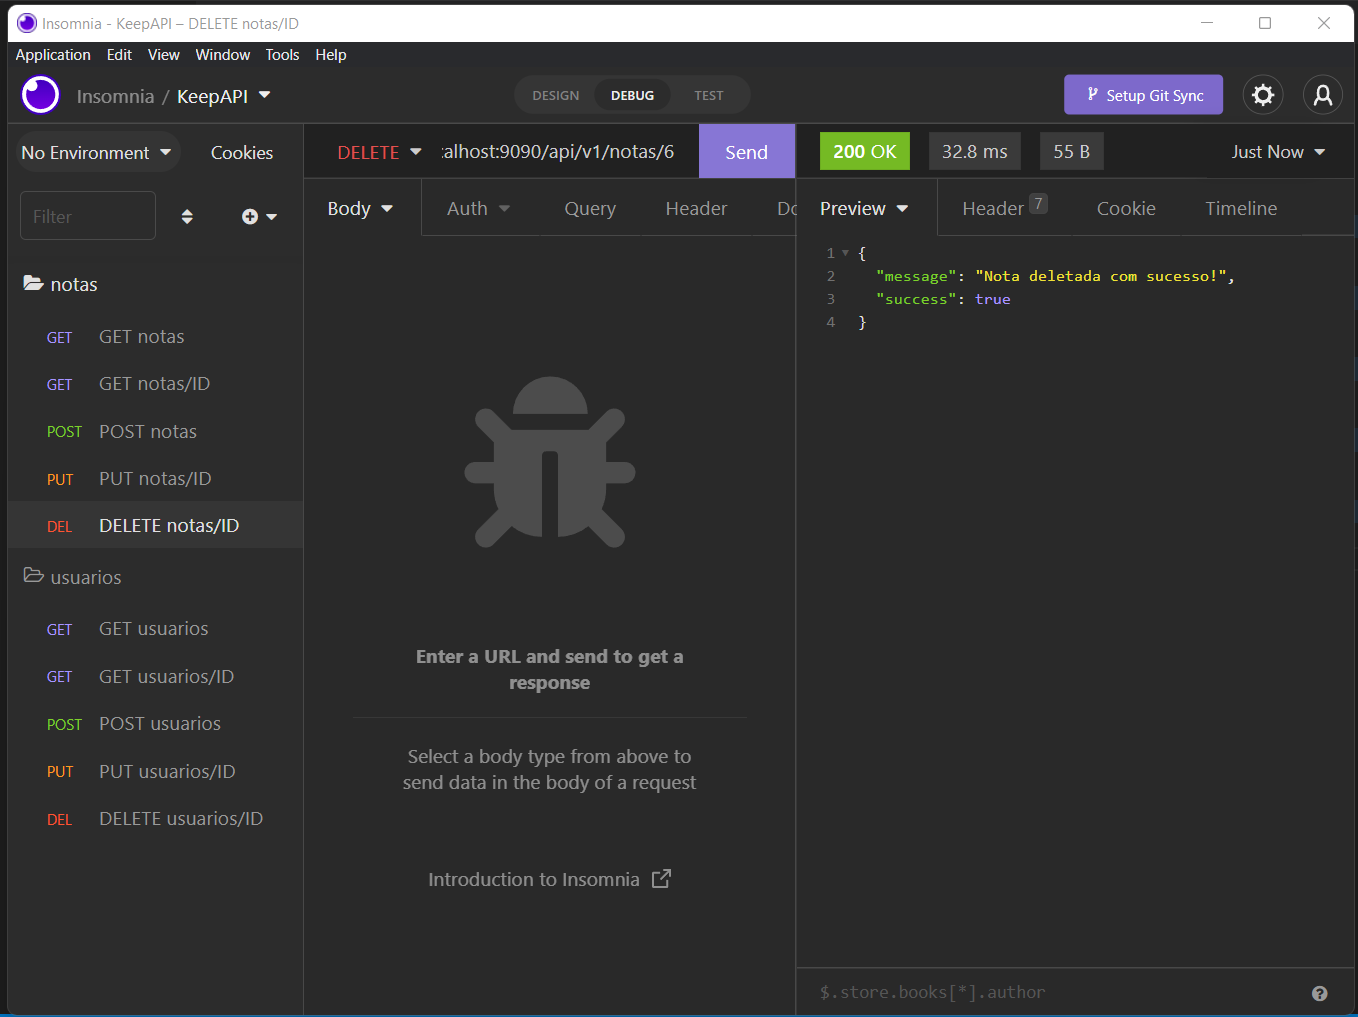 Insomnia - KeepAPI – DELETE notas/ID
Application Edit View Window Tools Help
Insomnia / KeepAPI
DESIGN DEBUG TEST
Setup Git Sync
No Environment Cookies
DELETE :alhost:9090/api/v1/notas/6 Send
200 OK 32.8 ms 55 B Just Now
Filter
Body Auth Query Header Do
Preview Header 7 Cookie Timeline
notas
GET GET notas
GET GET notas/ID
POST POST notas
PUT PUT notas/ID
DEL DELETE notas/ID
usuarios
GET GET usuarios
GET GET usuarios/ID
POST POST usuarios
PUT PUT usuarios/ID
DEL DELETE usuarios/ID
Enter a URL and send to get a
response
Select a body type from above to
send data in the body of a request
Introduction to Insomnia
1 {
2 "message": "Nota deletada com sucesso!",
3 "success": true
4 }
$.store.books[*].author
?